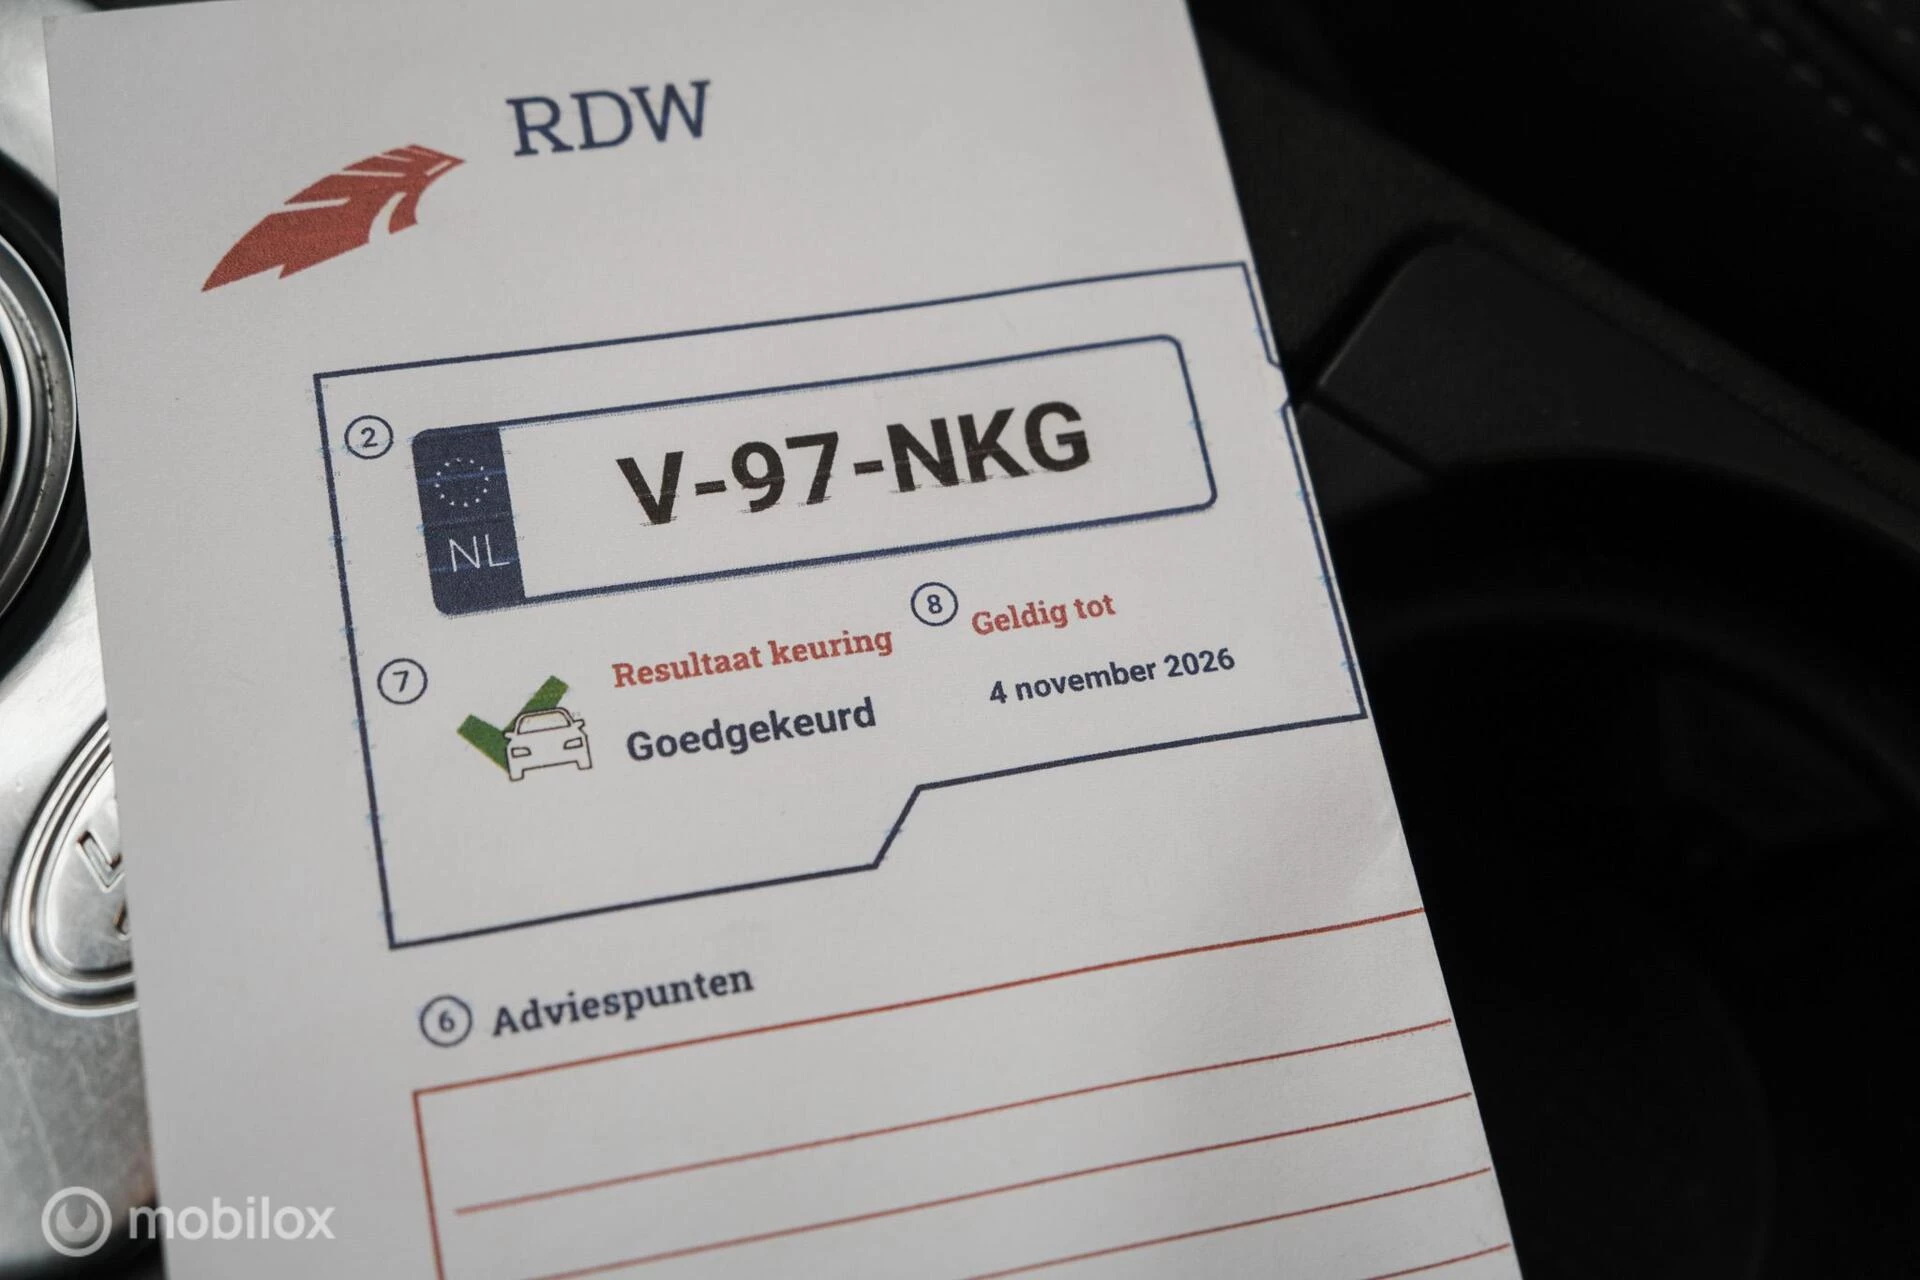 RDW
2
NL
V-97-NKG
7
Resultaat keuring
Goedgekeurd
8
Geldig tot
4 november 2026
6 Adviespunten
mobilox